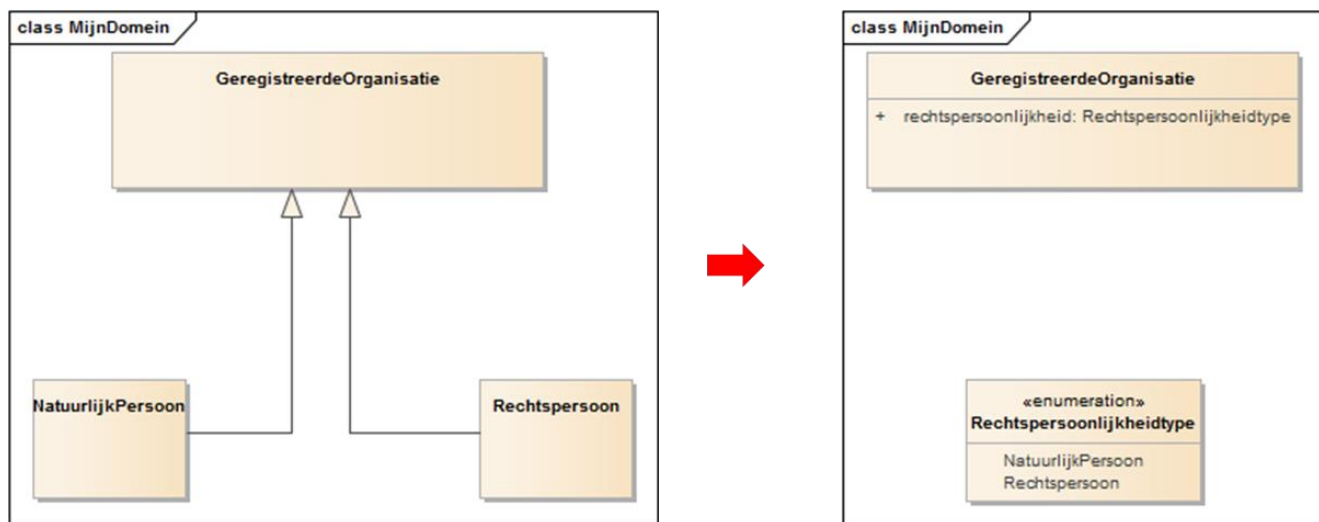 class MijnDomein
GeregistreerdeOrganisatie
NatuurlijkPersoon
Rechtspersoon
class MijnDomein
GeregistreerdeOrganisatie
+ rechtspersoonlijkheid: Rechtspersoonlijkheidtype
«enumeration»
Rechtspersoonlijkheidtype
NatuurlijkPersoon
Rechtspersoon